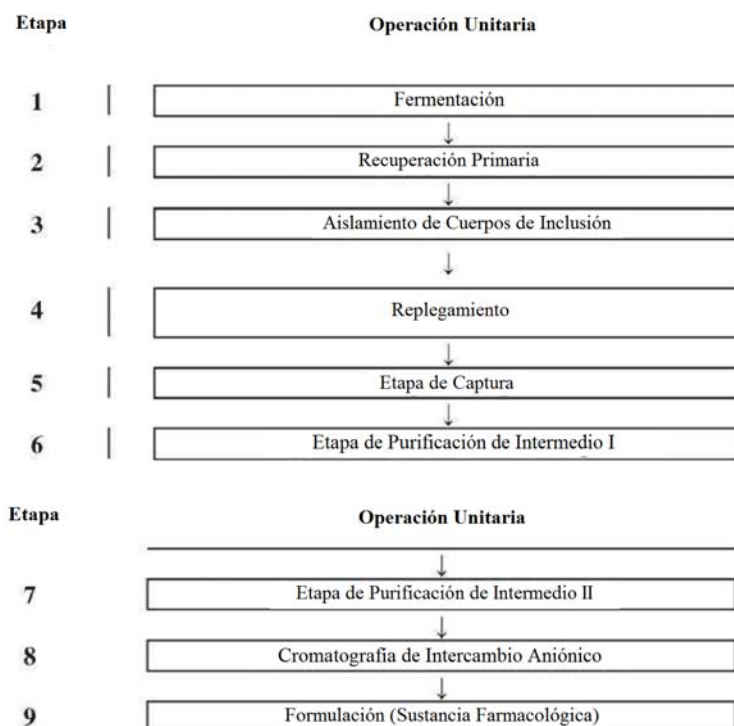 Etapa Operación Unitaria
1 Fermentación
↓
2 Recuperación Primaria
↓
3 Aislamiento de Cuerpos de Inclusión
↓
4 Replegamiento
↓
5 Etapa de Captura
↓
6 Etapa de Purificación de Intermedio I
Etapa Operación Unitaria
↓
7 Etapa de Purificación de Intermedio II
↓
8 Cromatografía de Intercambio Aniónico
↓
9 Formulación (Sustancia Farmacológica)